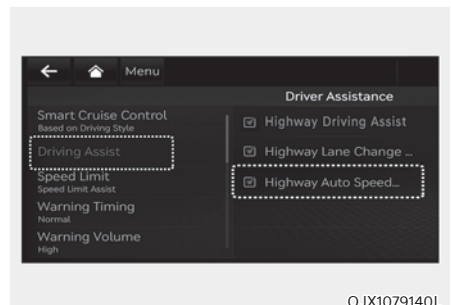 Menu
Driver Assistance
Smart Cruise Control
Based on Driving Style
Driving Assist
Speed Limit
Speed Limit Assist
Warning Timing
Normal
Warning Volume
High
Highway Driving Assist
Highway Lane Change ...
Highway Auto Speed...
OJX1079140L